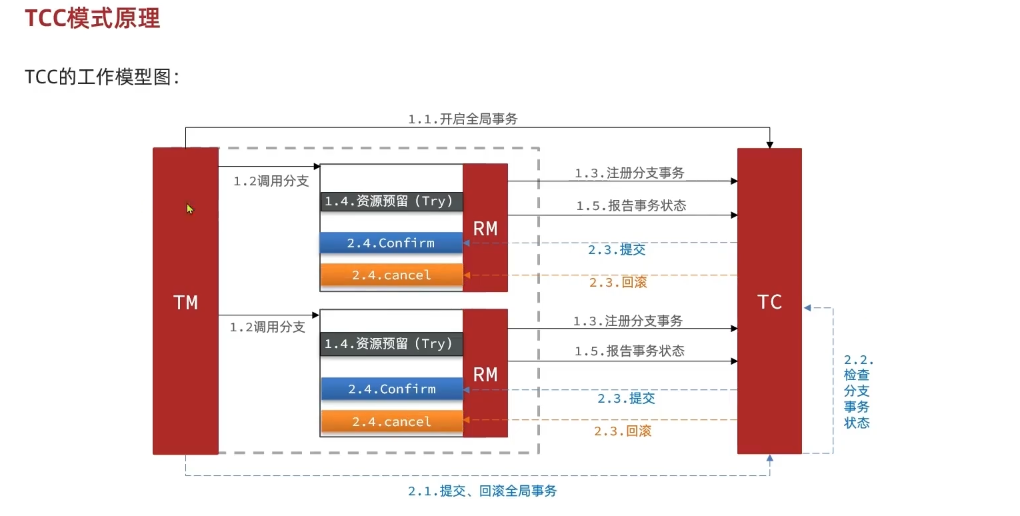 TCC模式原理
TCC的工作模型图：
1.1.开启全局事务
1.2调用分支
1.3.注册分支事务
1.4.资源预留（Try）
1.5.报告事务状态
RM
2.4.Confirm
2.3.提交
2.4.cancel
2.3.回滚
TM
TC
1.2调用分支
1.3.注册分支事务
1.4.资源预留（Try）
1.5.报告事务状态
RM
2.4.Confirm
2.3.提交
2.4.cancel
2.3.回滚
2.2.
检查
分支
事务
状态
2.1.提交、回滚全局事务